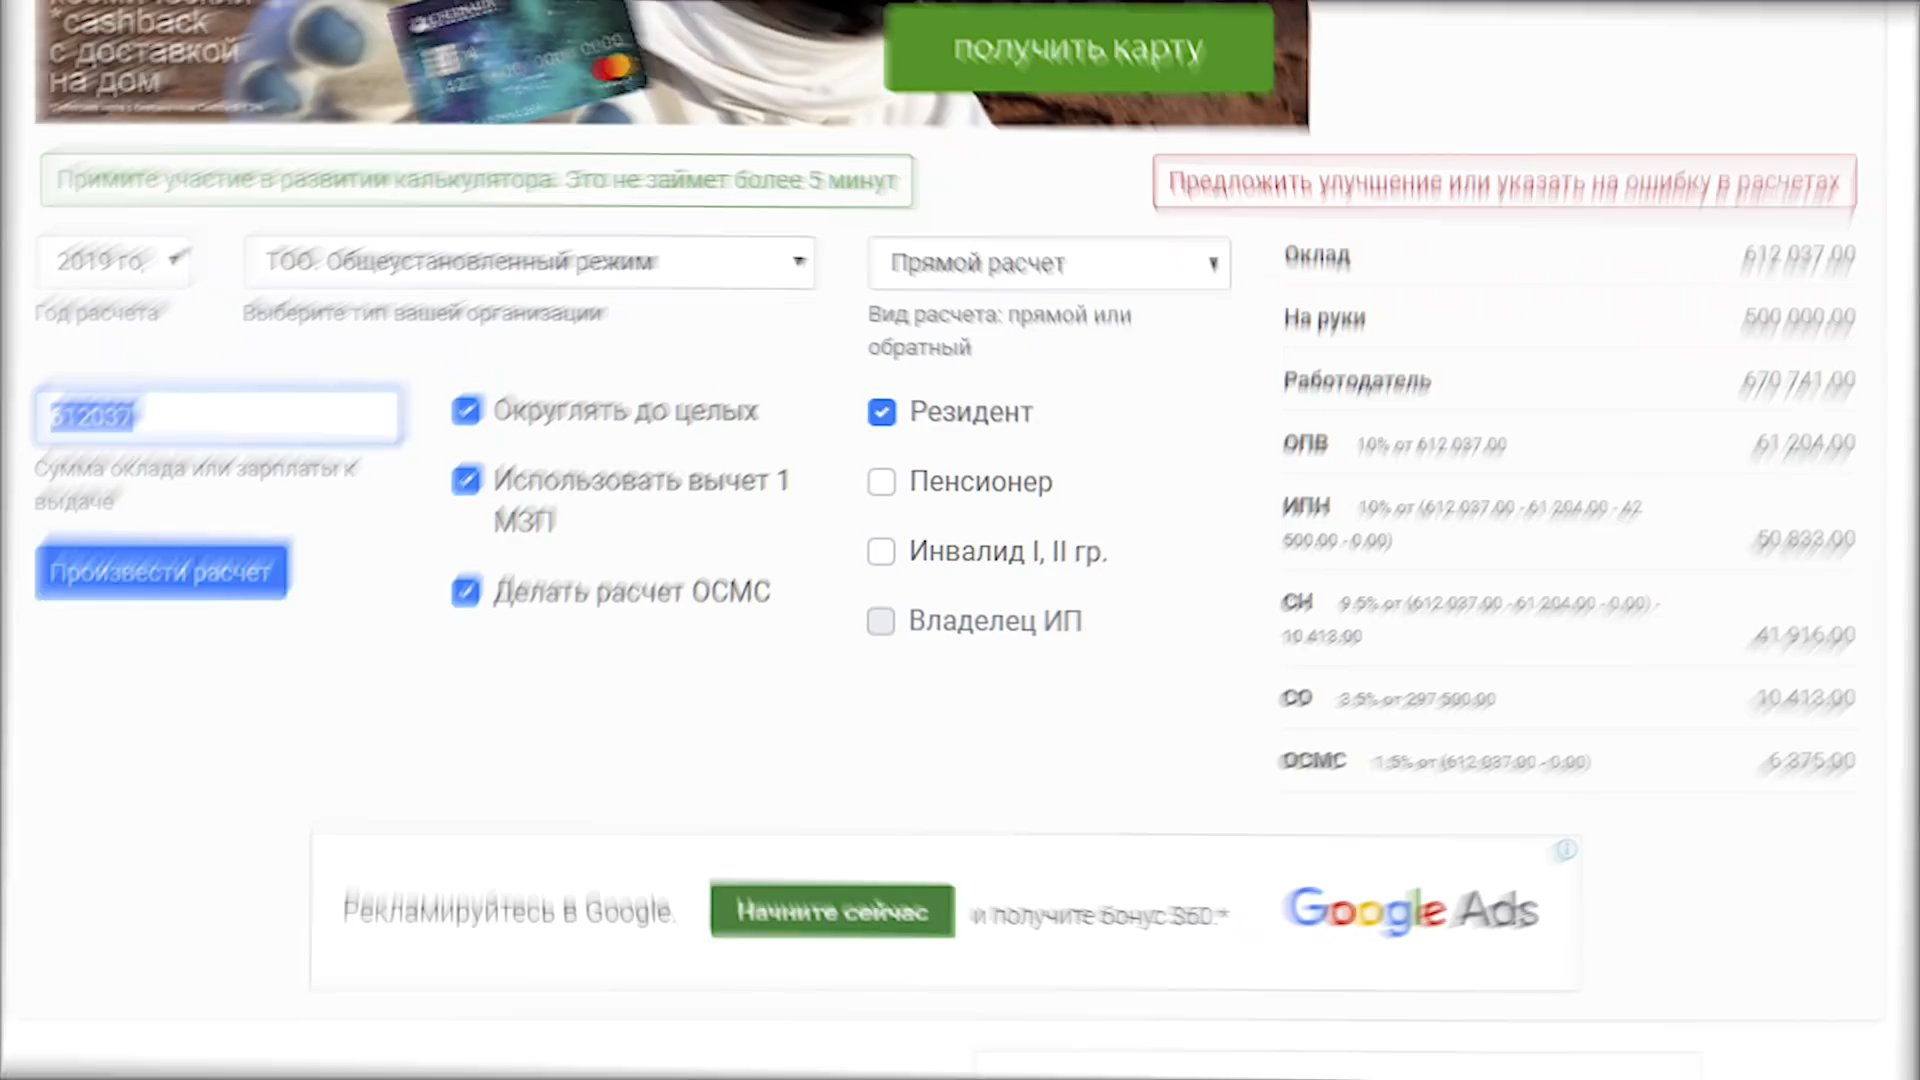 *cashback
с доставкой
на дом
получить карту
Примите участие в развитии калькулятора. Это не займет более 5 минут
Предложить улучшение или указать на ошибку в расчетах
2019 го,
ТОО. Общеустановленный режим
Прямой расчет
Год расчета
Выберите тип вашей организации
Вид расчета: прямой или
обратный
612037
Сумма оклада или зарплаты к
выдаче
Произвести расчет
Округлять до целых
Использовать вычет 1
МЗП
Делать расчет ОСМС
Резидент
Пенсионер
Инвалид I, II гр.
Владелец ИП
Оклад 612 037.00
На руки 500 000.00
Работодатель 670 741.00
ОПВ 10% от 612 037.00 61 204.00
ИПН 10% от (612 037.00 - 61 204.00 - 42
500.00 - 0.00) 50 833.00
СН 9.5% от (612 037.00 - 61 204.00 - 0.00) -
10 413.00 41 916.00
СО 3.5% от 297 500.00 10 413.00
ОСМС 1.5% от (612 037.00 - 0.00) 6 375.00
Рекламируйтесь в Google.
Начните сейчас
и получите бонус $60.*
Google Ads